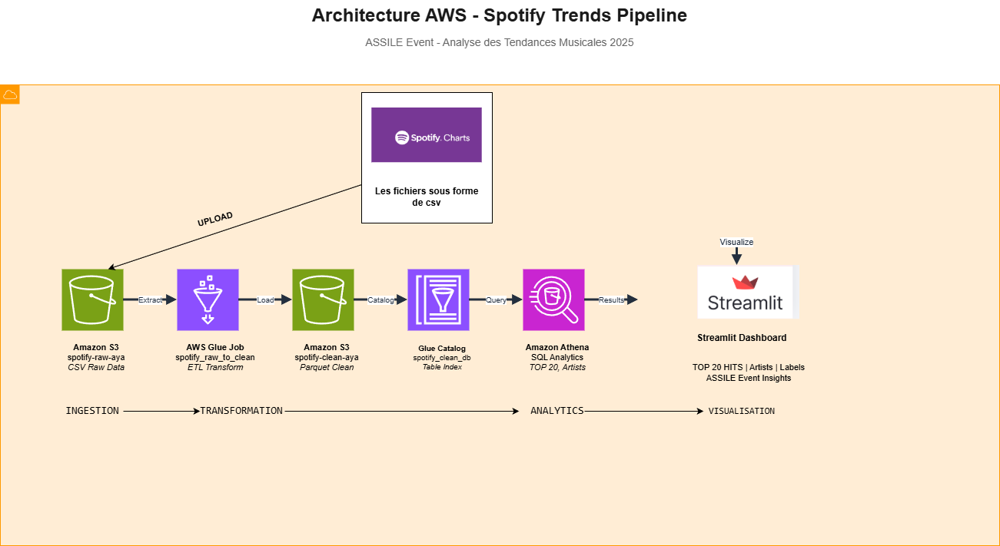 Architecture AWS - Spotify Trends Pipeline
ASSILE Event - Analyse des Tendances Musicales 2025
Spotify. Charts
Les fichiers sous forme
de csv
UPLOAD
Visualize
Extract
Load
Catalog
Query
Results
Streamlit
Amazon S3
spotify-raw-aya
CSV Raw Data
AWS Glue Job
spotify_raw_to_clean
ETL Transform
Amazon S3
spotify-clean-aya
Parquet Clean
Glue Catalog
spotify_clean_db
Table Index
Amazon Athena
SQL Analytics
TOP 20, Artists
Streamlit Dashboard
TOP 20 HITS | Artists | Labels
ASSILE Event Insights
INGESTION
TRANSFORMATION
ANALYTICS
VISUALISATION